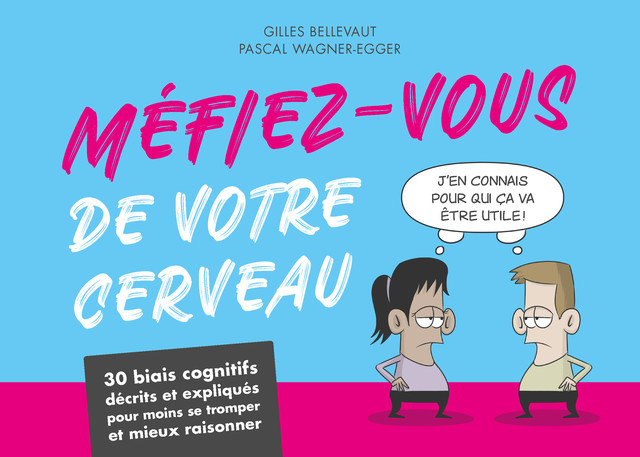 GILLES BELLEVAUT
PASCAL WAGNER-EGGER
MÉFIEZ-VOUS
DE VOTRE
CERVEAU
J'EN CONNAIS
POUR QUI ÇA VA
ÊTRE UTILE!
30 biais cognitifs
décrits et expliqués
pour moins se tromper
et mieux raisonner